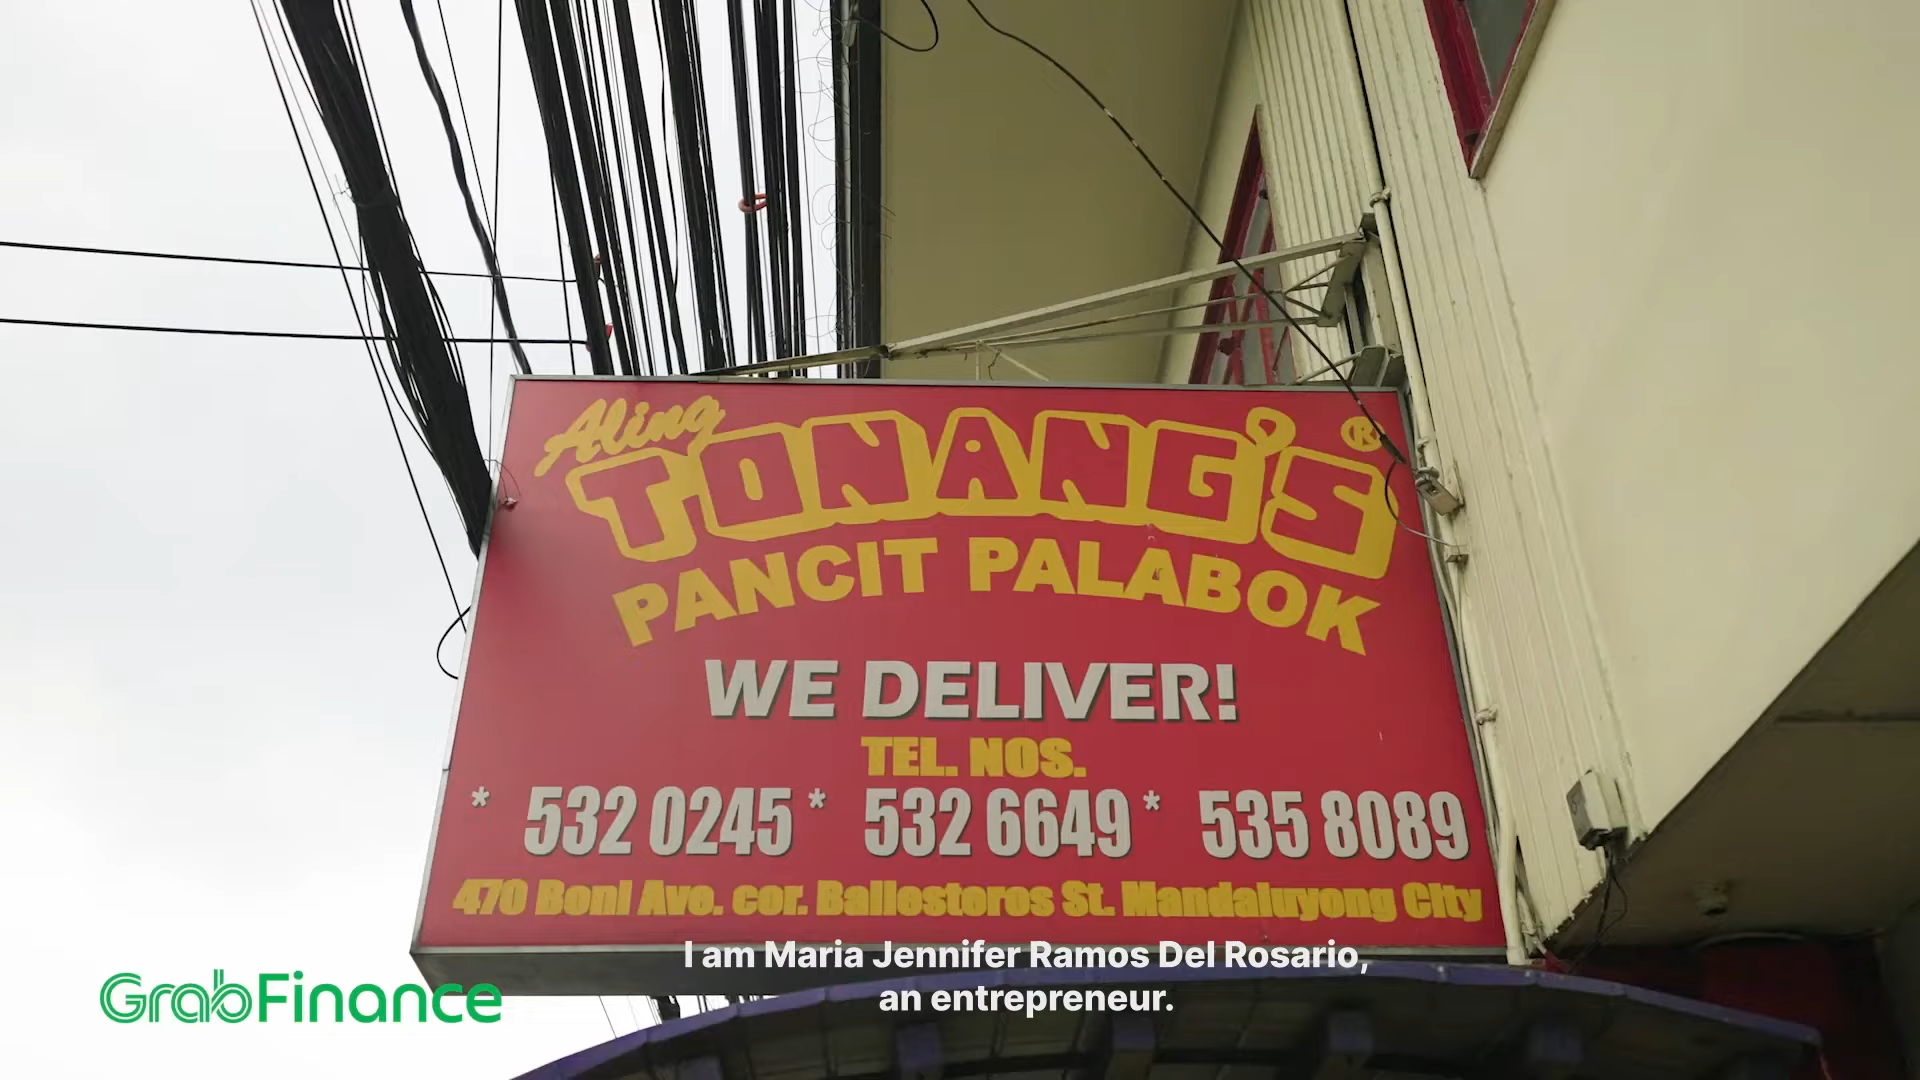 Aling
TONANG'S ®
PANCIT PALABOK
WE DELIVER!
TEL. NOS.
* 532 0245 * 532 6649 * 535 8089
470 Boni Ave. cor. Ballesteros St. Mandaluyong City
I am Maria Jennifer Ramos Del Rosario,
an entrepreneur.
GrabFinance